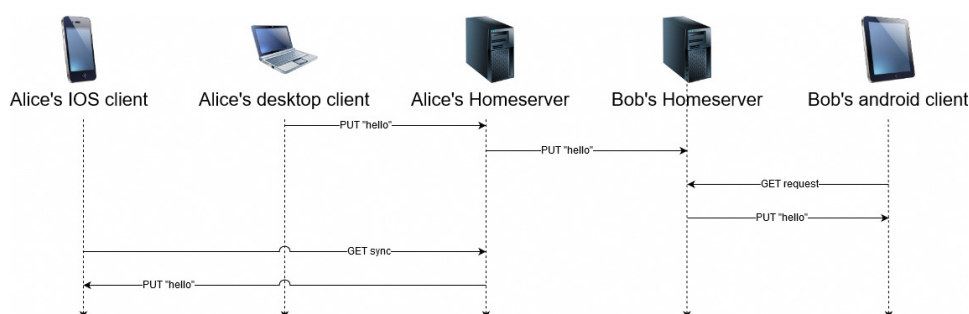 Alice's IOS client
Alice's desktop client
Alice's Homeserver
Bob's Homeserver
Bob's android client
PUT "hello"
PUT "hello"
GET request
PUT "hello"
GET sync
PUT "hello"